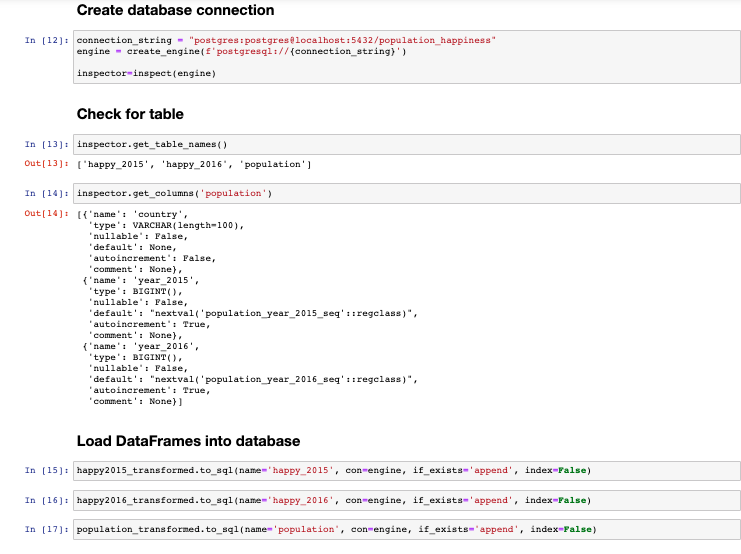 Create database connection
In [12]: connection_string = "postgres:postgres@localhost:5432/population_happiness"
engine = create_engine(f'postgresql://{connection_string}')
inspector=inspect(engine)
Check for table
In [13]: inspector.get_table_names()
Out[13]: ['happy_2015', 'happy_2016', 'population']
In [14]: inspector.get_columns('population')
Out[14]: [{'name': 'country',
'type': VARCHAR(length=100),
'nullable': False,
'default': None,
'autoincrement': False,
'comment': None},
{'name': 'year_2015',
'type': BIGINT(),
'nullable': False,
'default': "nextval('population_year_2015_seq'::regclass)",
'autoincrement': True,
'comment': None},
{'name': 'year_2016',
'type': BIGINT(),
'nullable': False,
'default': "nextval('population_year_2016_seq'::regclass)",
'autoincrement': True,
'comment': None}]
Load DataFrames into database
In [15]: happy2015_transformed.to_sql(name='happy_2015', con=engine, if_exists='append', index=False)
In [16]: happy2016_transformed.to_sql(name='happy_2016', con=engine, if_exists='append', index=False)
In [17]: population_transformed.to_sql(name='population', con=engine, if_exists='append', index=False)